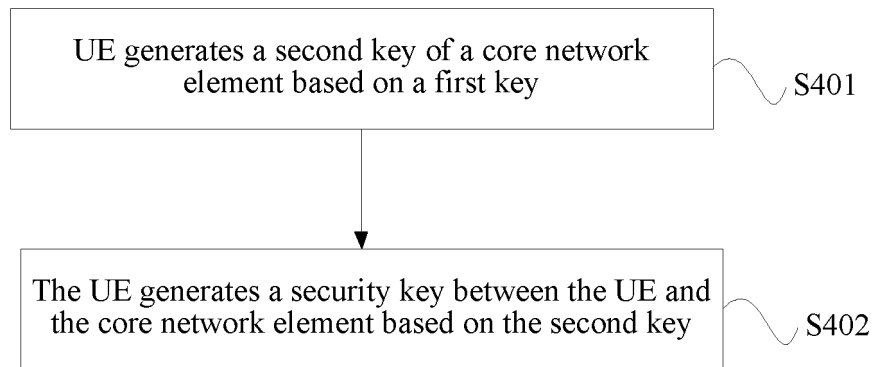 UE generates a second key of a core network
element based on a first key
S401
The UE generates a security key between the UE and
the core network element based on the second key
S402